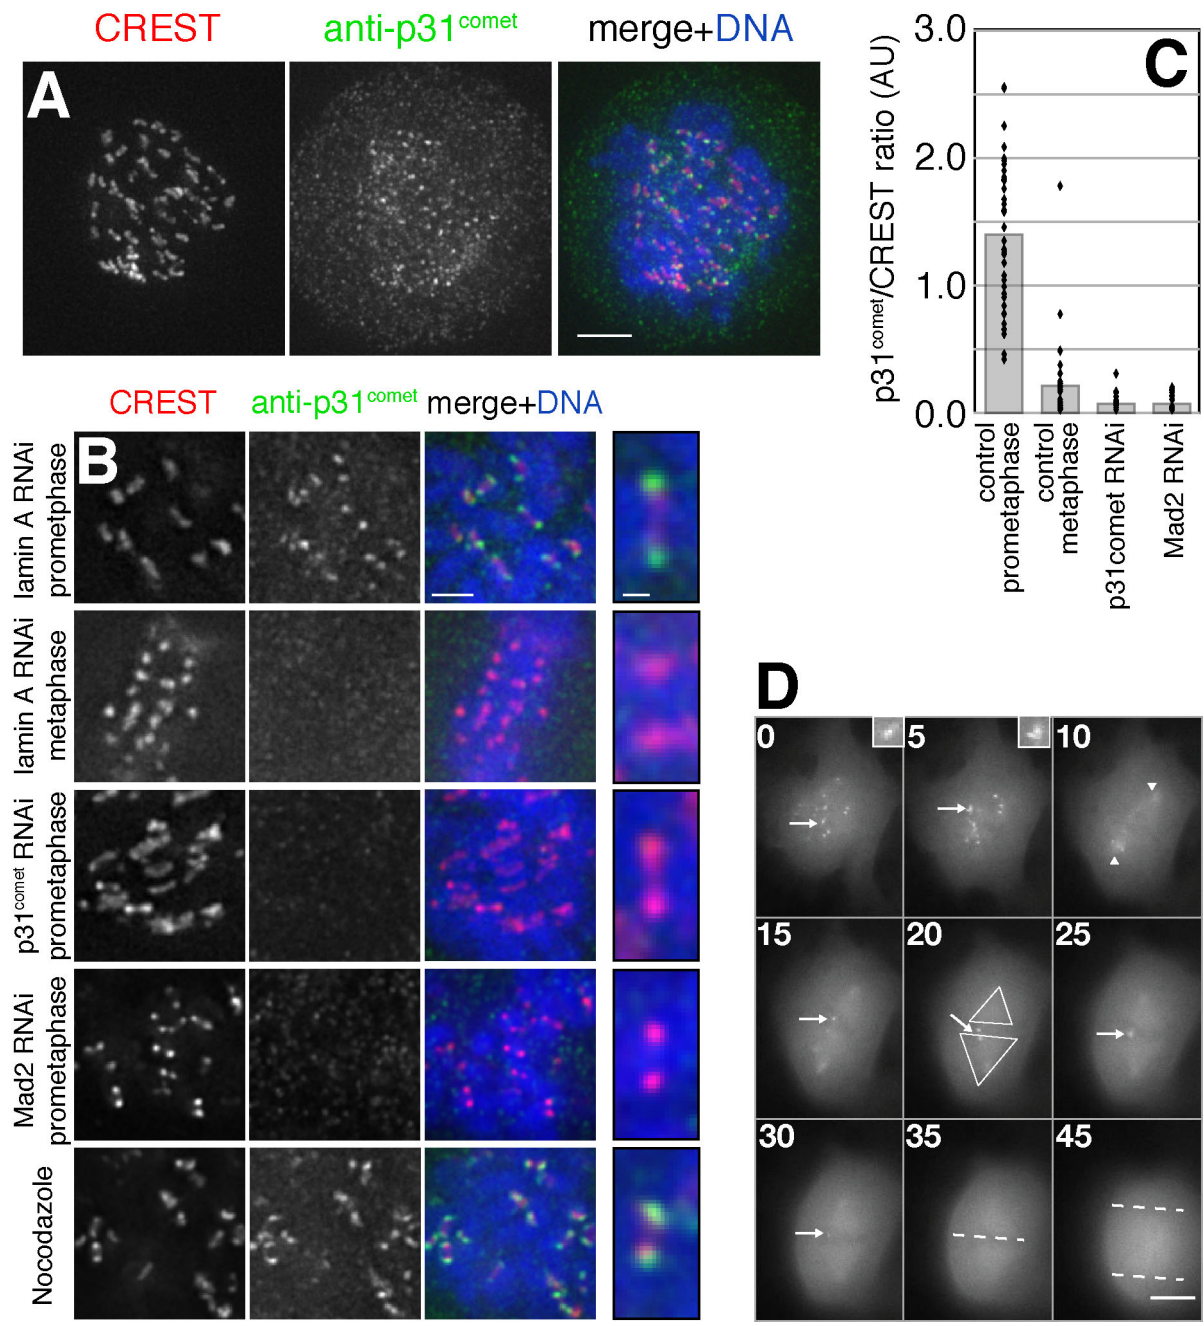 CREST anti-p31comet merge+DNA
A
CREST anti-p31comet merge+DNA
B
lamin A RNAi
prometphase
lamin A RNAi
metaphase
p31comet RNAi
prometaphase
Mad2 RNAi
prometaphase
Nocodazole
C
p31comet/CREST ratio (AU)
3.0
2.0
1.0
0.0
control
prometaphase
control
metaphase
p31comet RNAi
Mad2 RNAi
D
0 5 10
15 20 25
30 35 45